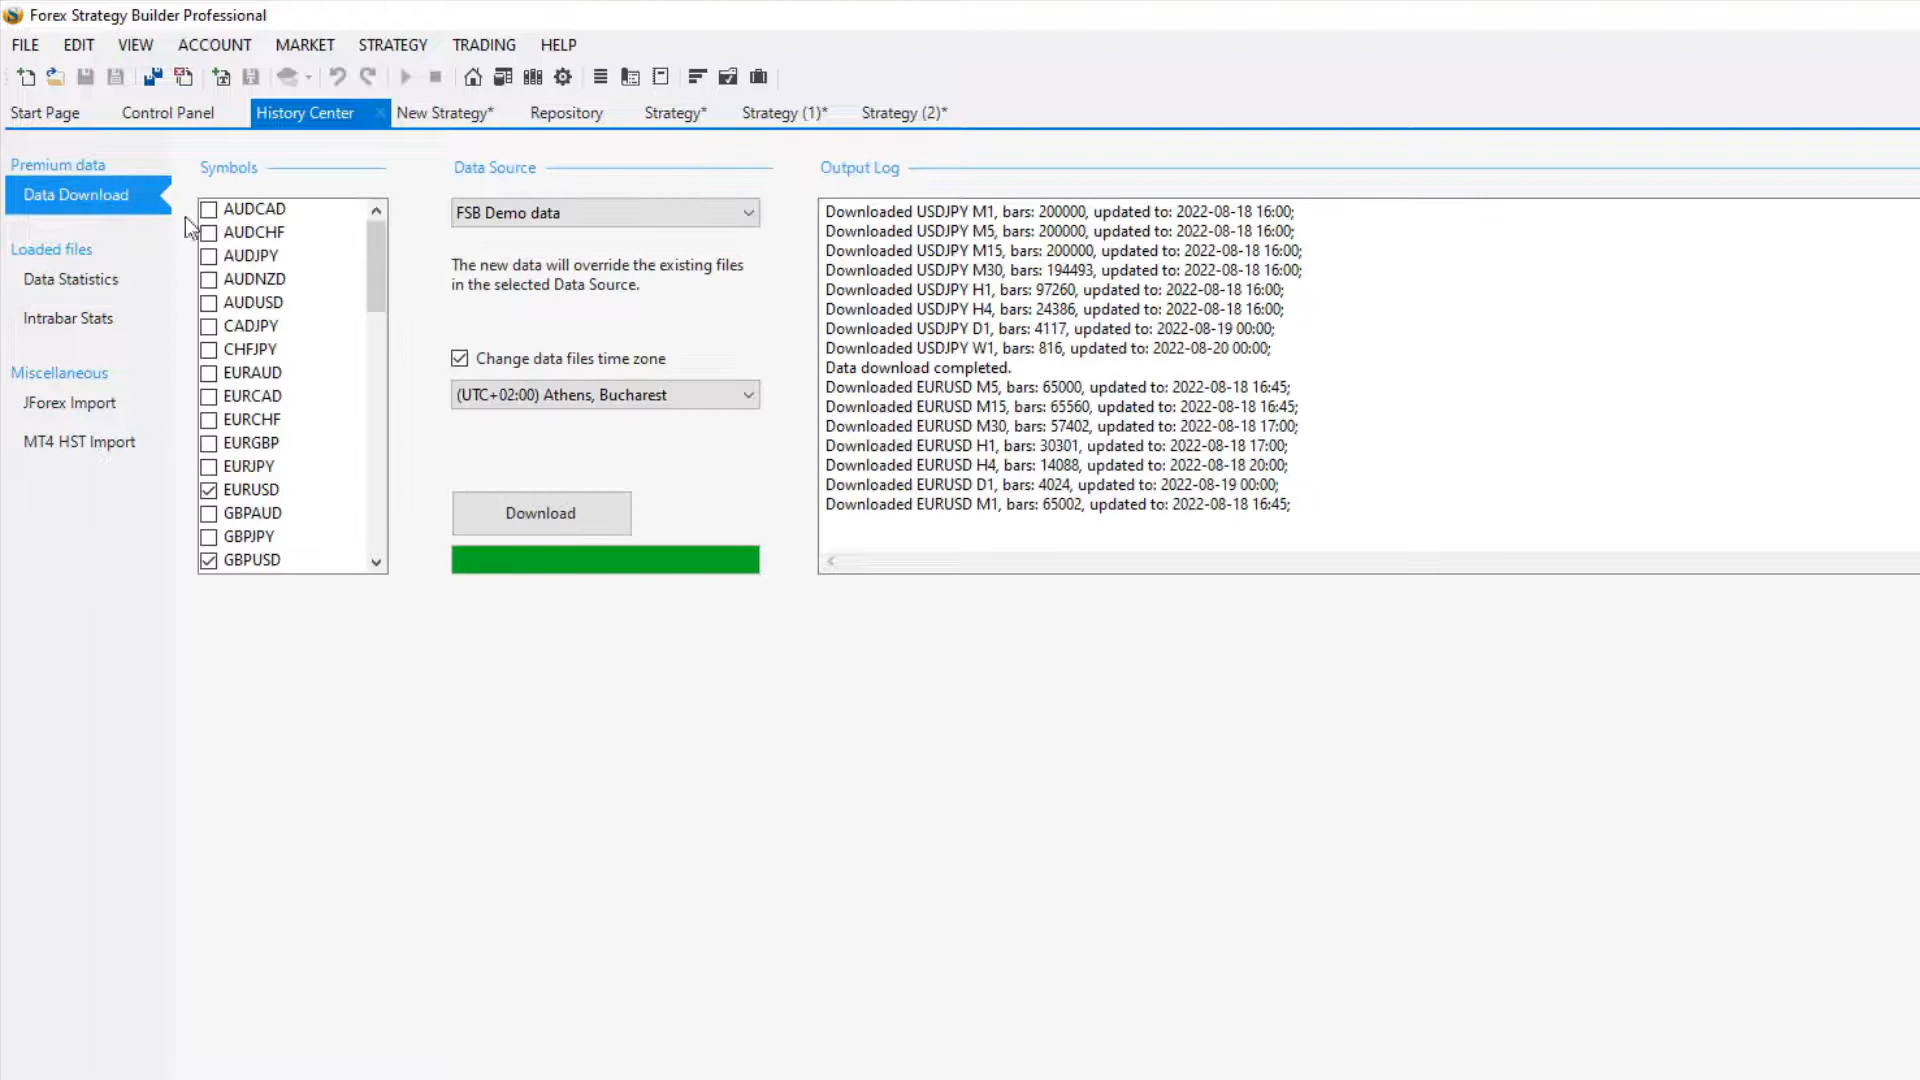 Forex Strategy Builder Professional
FILE EDIT VIEW ACCOUNT MARKET STRATEGY TRADING HELP
Start Page Control Panel History Center New Strategy* Repository Strategy* Strategy (1)* Strategy (2)*
Premium data
Data Download
Loaded files
Data Statistics
Intrabar Stats
Miscellaneous
JForex Import
MT4 HST Import
Symbols
AUDCAD
AUDCHF
AUDJPY
AUDNZD
AUDUSD
CADJPY
CHFJPY
EURAUD
EURCAD
EURCHF
EURGBP
EURJPY
EURUSD
GBPAUD
GBPJPY
GBPUSD
Data Source
FSB Demo data
The new data will override the existing files
in the selected Data Source.
Change data files time zone
(UTC+02:00) Athens, Bucharest
Download
Output Log
Downloaded USDJPY M1, bars: 200000, updated to: 2022-08-18 16:00;
Downloaded USDJPY M5, bars: 200000, updated to: 2022-08-18 16:00;
Downloaded USDJPY M15, bars: 200000, updated to: 2022-08-18 16:00;
Downloaded USDJPY M30, bars: 194493, updated to: 2022-08-18 16:00;
Downloaded USDJPY H1, bars: 97260, updated to: 2022-08-18 16:00;
Downloaded USDJPY H4, bars: 24386, updated to: 2022-08-18 16:00;
Downloaded USDJPY D1, bars: 4117, updated to: 2022-08-19 00:00;
Downloaded USDJPY W1, bars: 816, updated to: 2022-08-20 00:00;
Data download completed.
Downloaded EURUSD M5, bars: 65000, updated to: 2022-08-18 16:45;
Downloaded EURUSD M15, bars: 65560, updated to: 2022-08-18 16:45;
Downloaded EURUSD M30, bars: 57402, updated to: 2022-08-18 17:00;
Downloaded EURUSD H1, bars: 30301, updated to: 2022-08-18 17:00;
Downloaded EURUSD H4, bars: 14088, updated to: 2022-08-18 20:00;
Downloaded EURUSD D1, bars: 4024, updated to: 2022-08-19 00:00;
Downloaded EURUSD M1, bars: 65002, updated to: 2022-08-18 16:45;